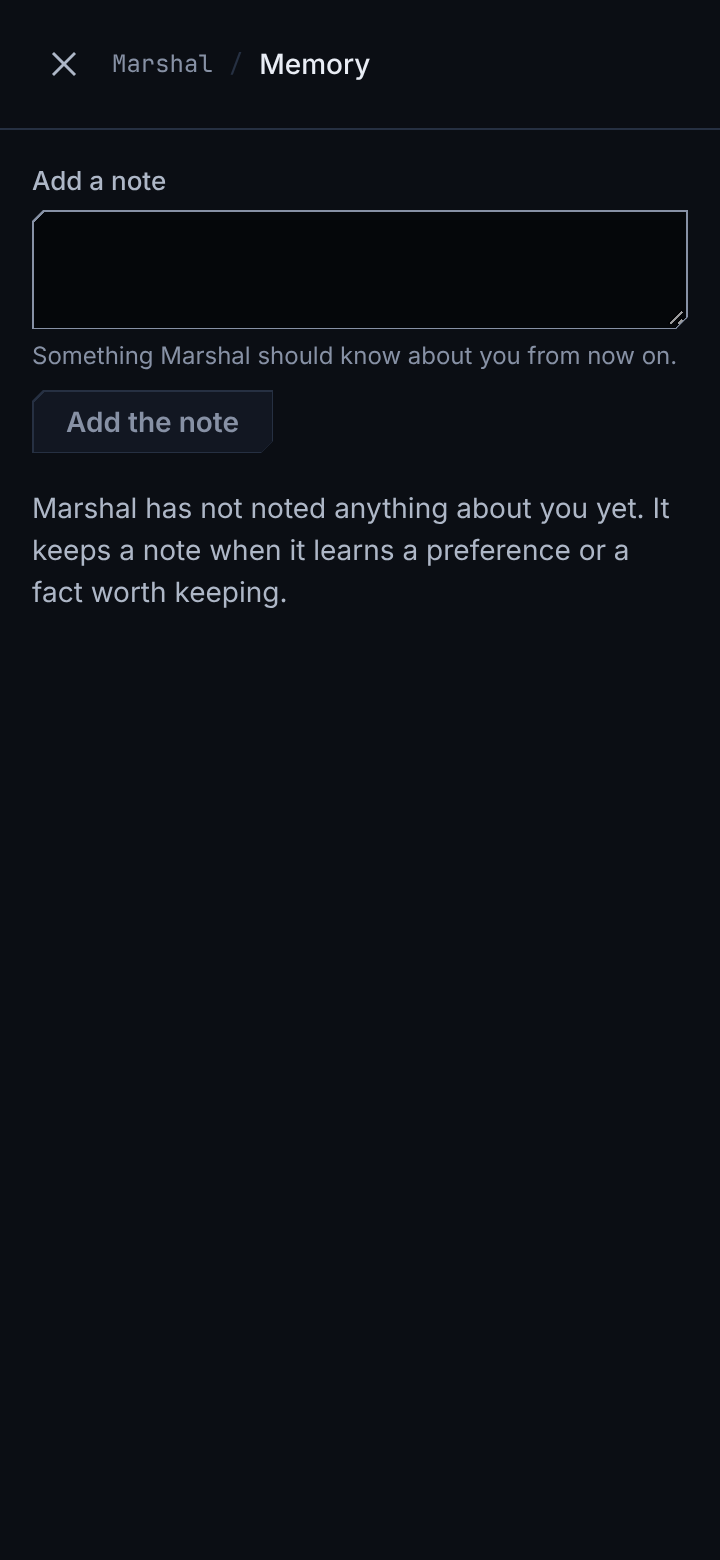 Marshal / Memory
Add a note
Something Marshal should know about you from now on.
Add the note
Marshal has not noted anything about you yet. It
keeps a note when it learns a preference or a
fact worth keeping.